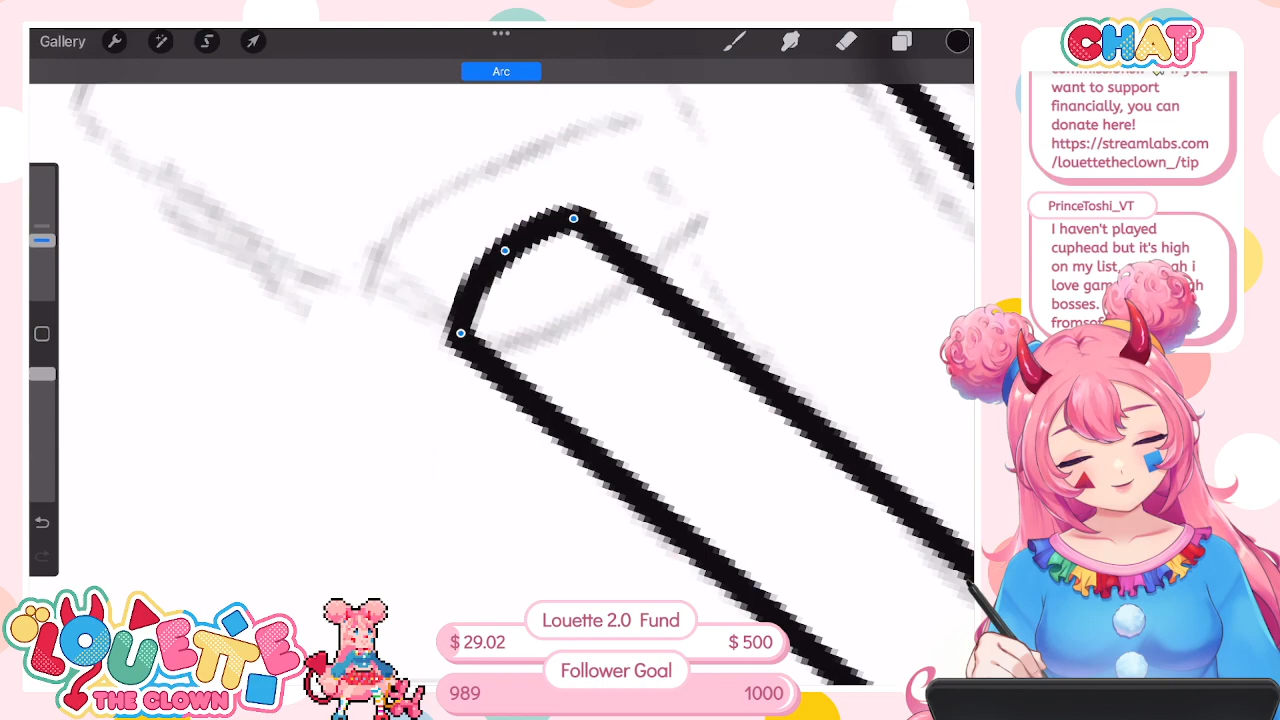 Gallery
Arc
CHAT
want to support
financially, you can
donate here!
https://streamlabs.com
/louettetheclown_/tip
PrinceToshi_VT
I haven't played
cuphead but it's high
on my list,
love
bosses.
LOUETTE
THE CLOWN
Louette 2.0 Fund
$ 29.02
$ 500
Follower Goal
989
1000